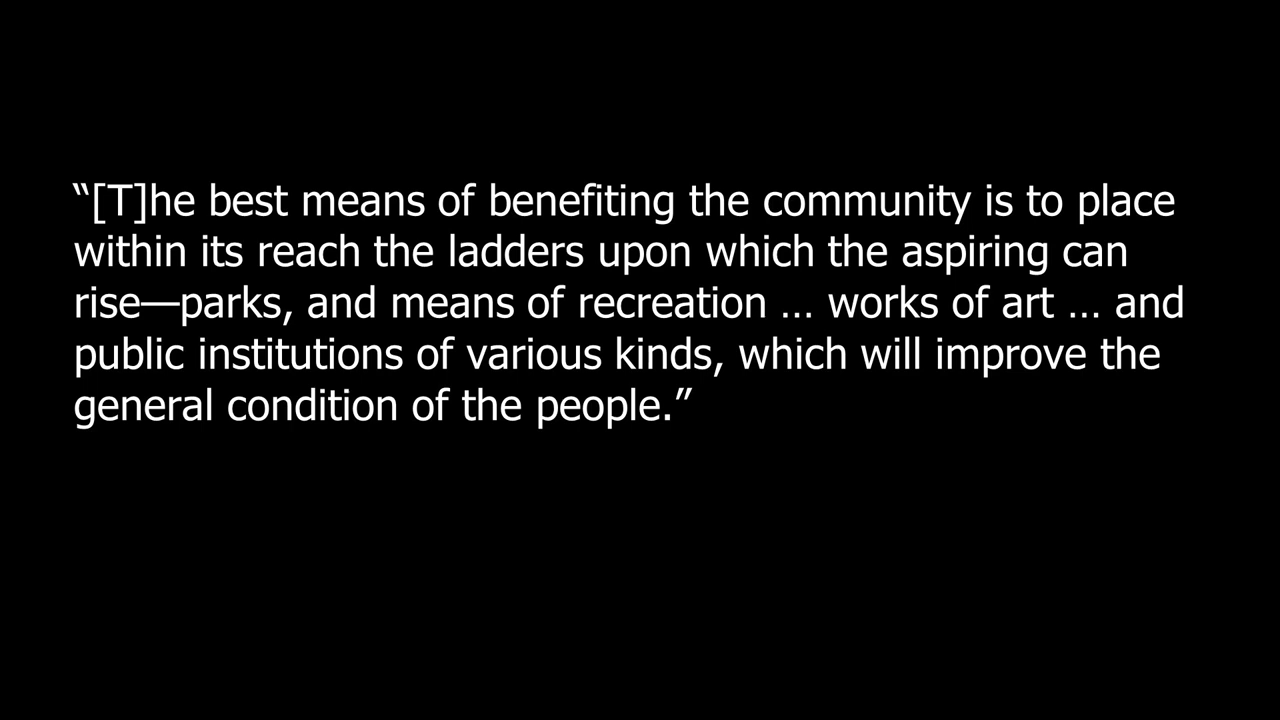 “[T]he best means of benefiting the community is to place
within its reach the ladders upon which the aspiring can
rise—parks, and means of recreation … works of art … and
public institutions of various kinds, which will improve the
general condition of the people.”